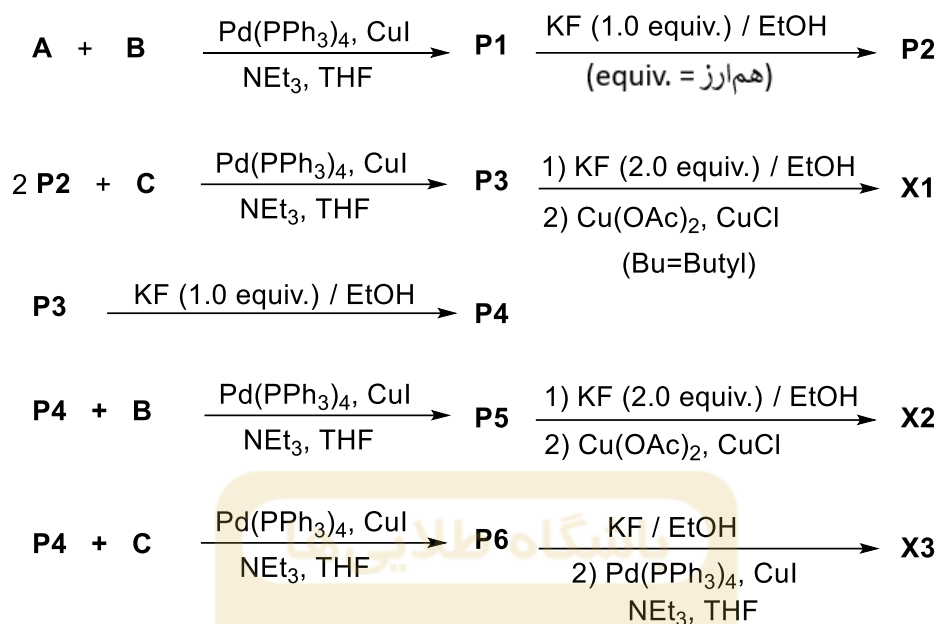 A + B Pd(PPh3)4, CuI NEt3, THF P1 KF (1.0 equiv.) / EtOH (equiv. = هم‌ارز) P2
2 P2 + C Pd(PPh3)4, CuI NEt3, THF P3 1) KF (2.0 equiv.) / EtOH 2) Cu(OAc)2, CuCl (Bu=Butyl) X1
P3 KF (1.0 equiv.) / EtOH P4
P4 + B Pd(PPh3)4, CuI NEt3, THF P5 1) KF (2.0 equiv.) / EtOH 2) Cu(OAc)2, CuCl X2
P4 + C Pd(PPh3)4, CuI NEt3, THF P6 KF / EtOH 2) Pd(PPh3)4, CuI NEt3, THF X3
باشگاه طلایی‌ها